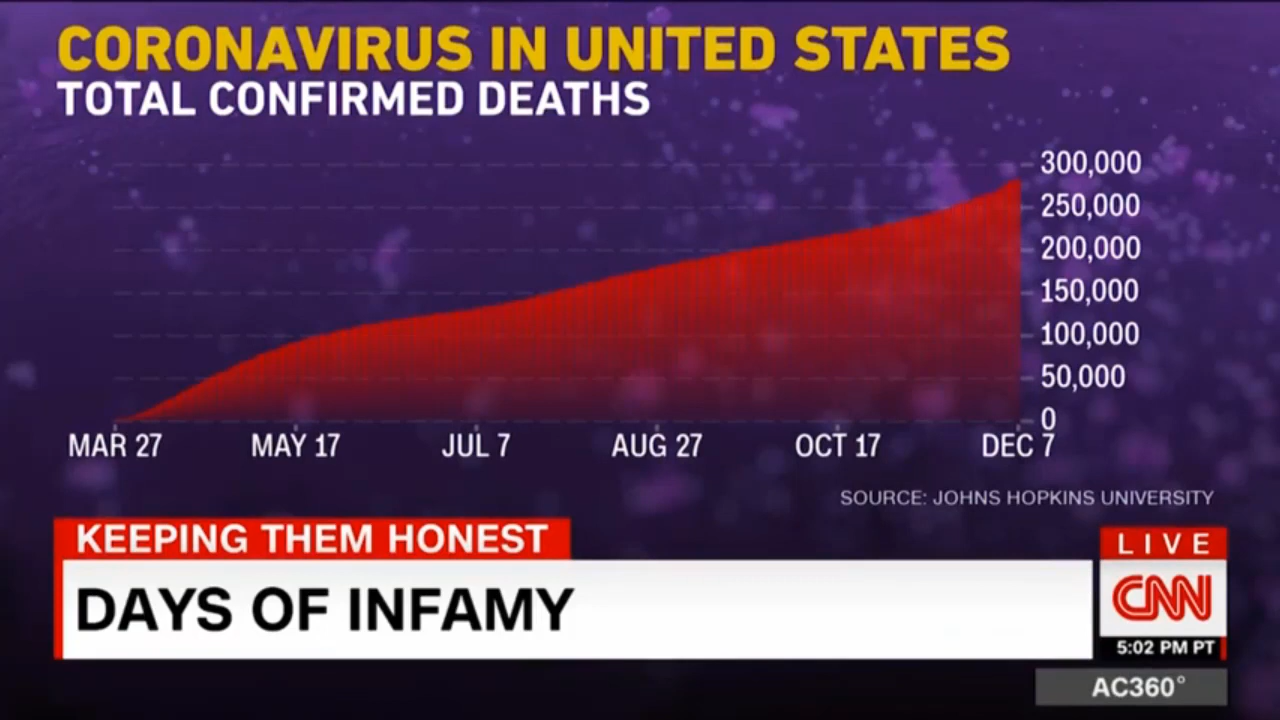 CORONAVIRUS IN UNITED STATES
TOTAL CONFIRMED DEATHS
300,000
250,000
200,000
150,000
100,000
50,000
0
MAR 27 MAY 17 JUL 7 AUG 27 OCT 17 DEC 7
SOURCE: JOHNS HOPKINS UNIVERSITY
KEEPING THEM HONEST
DAYS OF INFAMY
LIVE
CNN
5:02 PM PT
AC360°